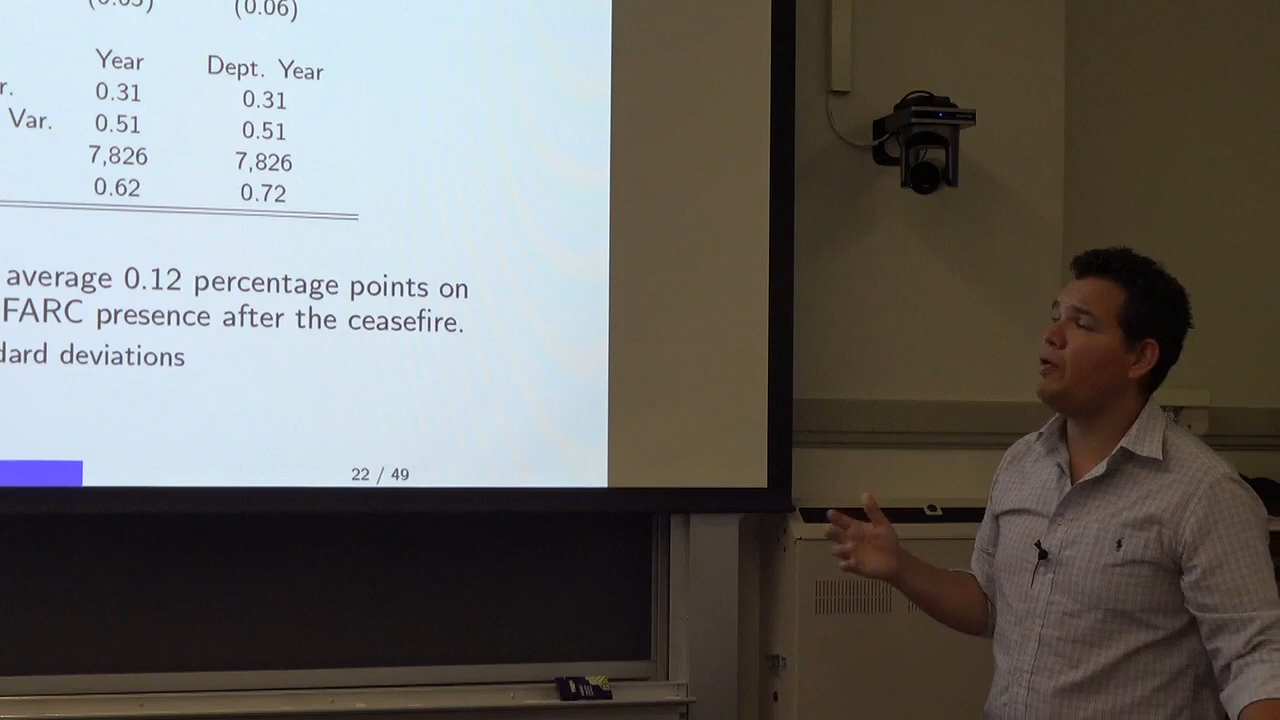 (0.06)
Year Dept. Year
r. 0.31 0.31
Var. 0.51 0.51
7,826 7,826
0.62 0.72
average 0.12 percentage points on
FARC presence after the ceasefire.
dard deviations
22 / 49